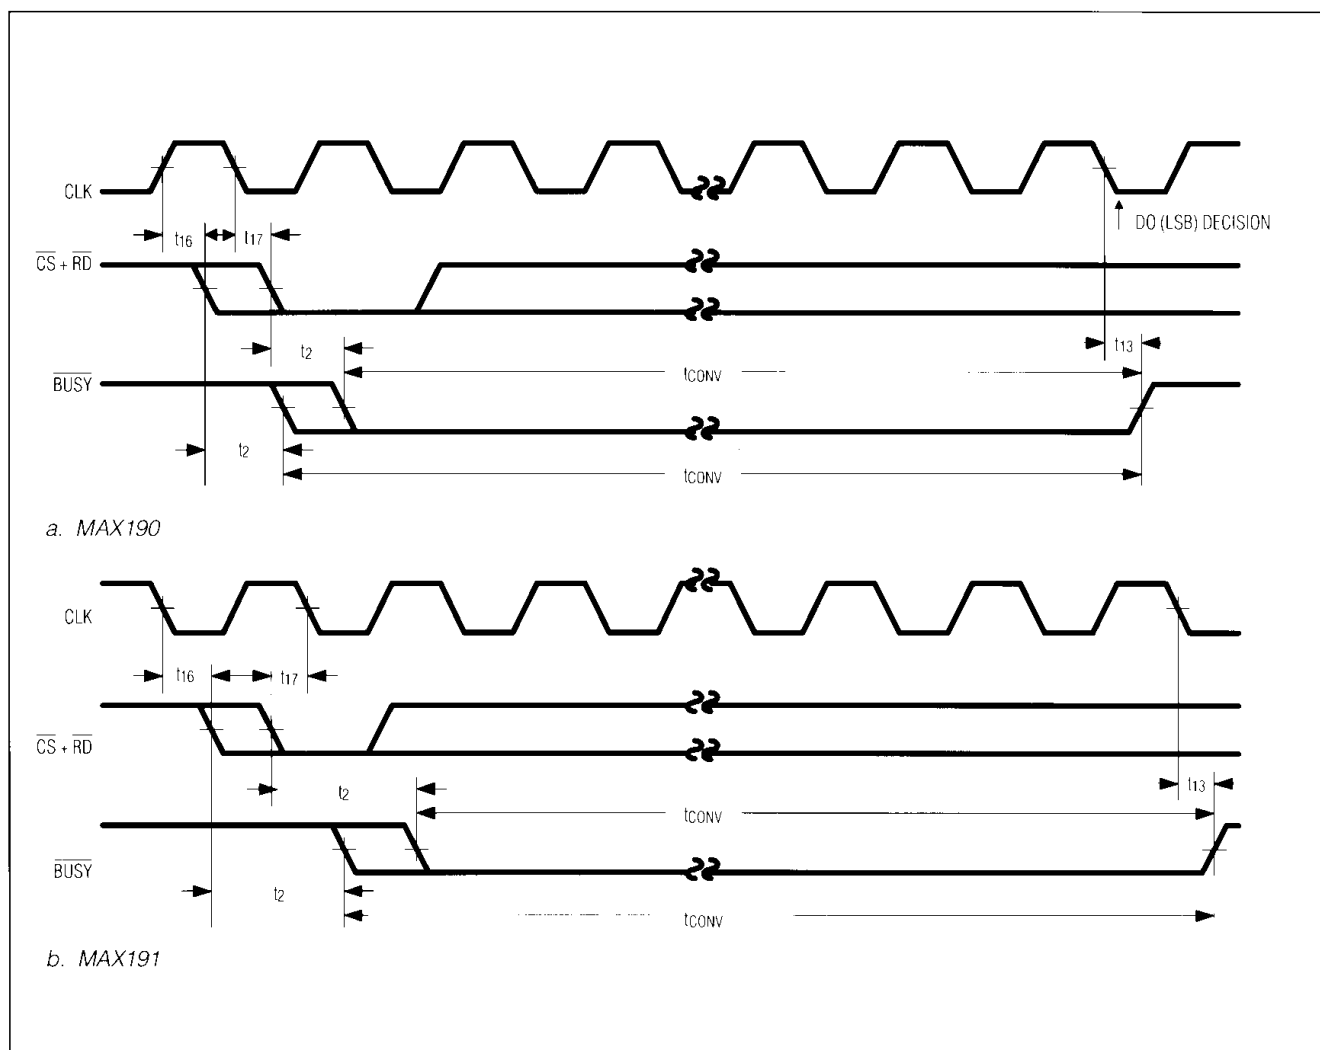 CLK
DO (LSB) DECISION
t16
t17
CS + RD
t2
t13
tCONV
BUSY
t2
tCONV
a. MAX190
CLK
t16
t17
CS + RD
t2
t13
tCONV
BUSY
t2
tCONV
b. MAX191